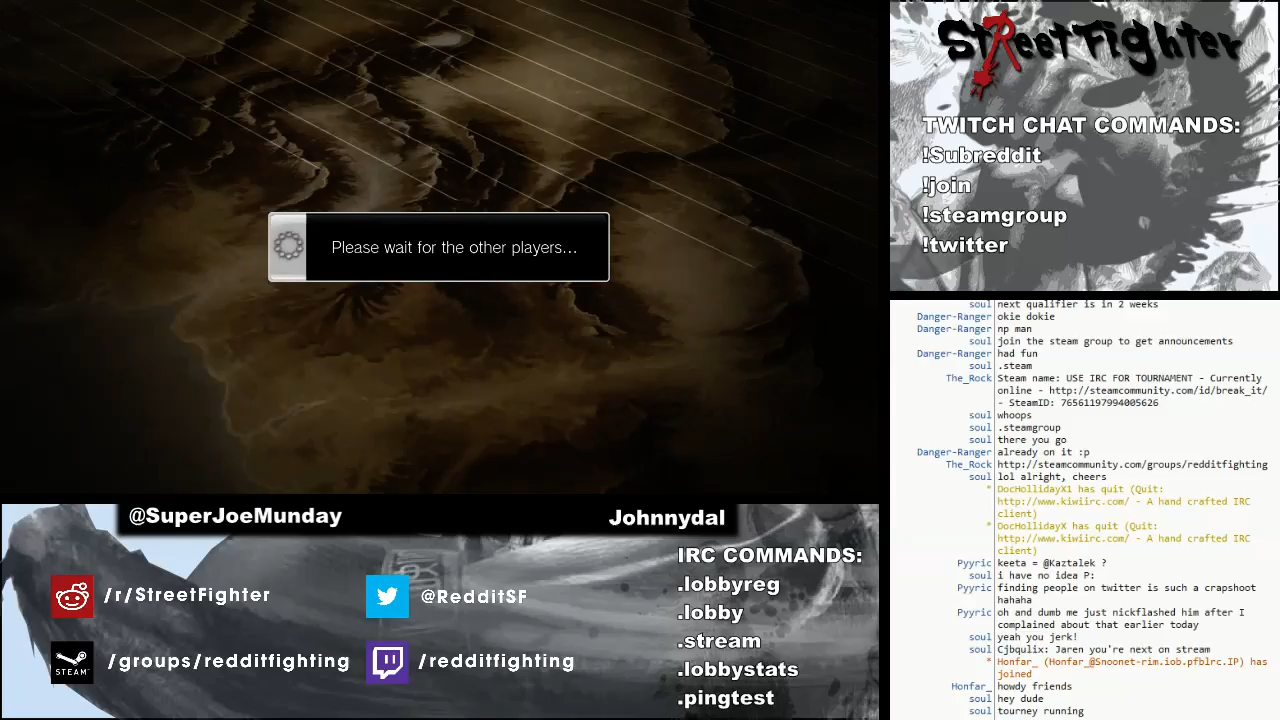 Please wait for the other players...
StReet Fighter
TWITCH CHAT COMMANDS:
!Subreddit
!join
!steamgroup
!twitter
soul next qualifier is in 2 weeks
Danger-Ranger okie dokie
Danger-Ranger np man
soul join the steam group to get announcements
Danger-Ranger had fun
soul .steam
The_Rock Steam name: USE IRC FOR TOURNAMENT - Currently
online - http://steamcommunity.com/id/break_it/
- SteamID: 76561197994005626
soul whoops
soul .steamgroup
soul there you go
Danger-Ranger already on it :p
The_Rock http://steamcommunity.com/groups/redditfighting
soul lol alright, cheers
* DocHollidayX1 has quit (Quit:
http://www.kiwiirc.com/ - A hand crafted IRC
client)
* DocHollidayX has quit (Quit:
http://www.kiwiirc.com/ - A hand crafted IRC
client)
Pyyric keeta = @Kaztalek ?
soul i have no idea P:
Pyyric finding people on twitter is such a crapshoot
hahaha
Pyyric oh and dumb me just nickflashed him after I
complained about that earlier today
soul yeah you jerk!
soul Cjbqulix: Jaren you're next on stream
* Honfar_ (Honfar_@Snoonet-rim.iob.pfblrc.IP) has
joined
Honfar_ howdy friends
soul hey dude
soul tourney running
@SuperJoeMunday
Johnnydal
/r/StreetFighter
@RedditSF
STEAM
/groups/redditfighting
/redditfighting
IRC COMMANDS:
.lobbyreg
.lobby
.stream
.lobbystats
.pingtest